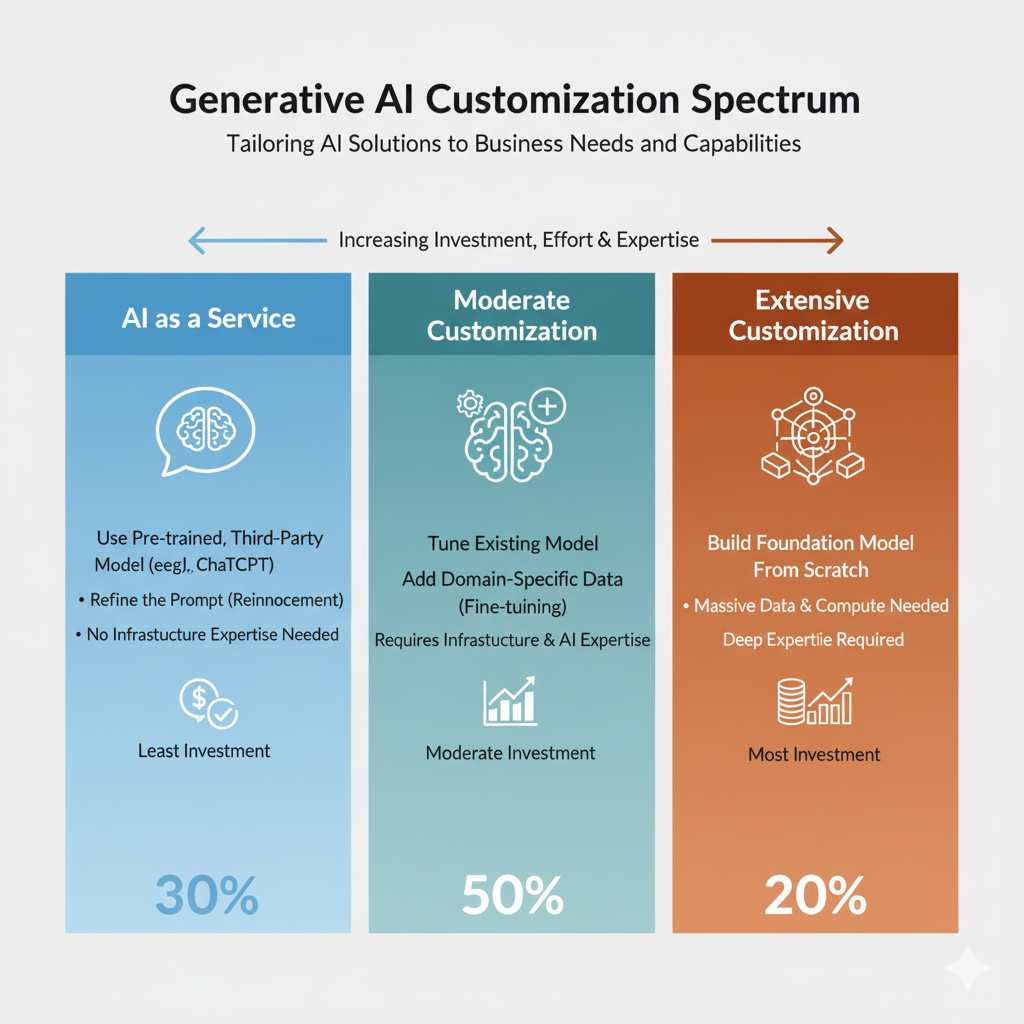 Generative AI Customization Spectrum
Tailoring AI Solutions to Business Needs and Capabilities
Increasing Investment, Effort & Expertise
AI as a Service
Use Pre-trained, Third-Party
Model (eegJ,, ChaTCPT)
• Refine the Prompt (Reinnocement)
• No Infrastucture Expertise Needed
$
Least Investment
30%
Moderate
Customization
Tune Existing Model
Add Domain-Specific Data
(Fine-tuining)
Requires Infrastucture & AI Expertise
Moderate Investment
50%
Extensive
Customization
Build Foundation Model
From Scratch
• Massive Data & Compute Needed
Deep Expertlie Required
Most Investment
20%